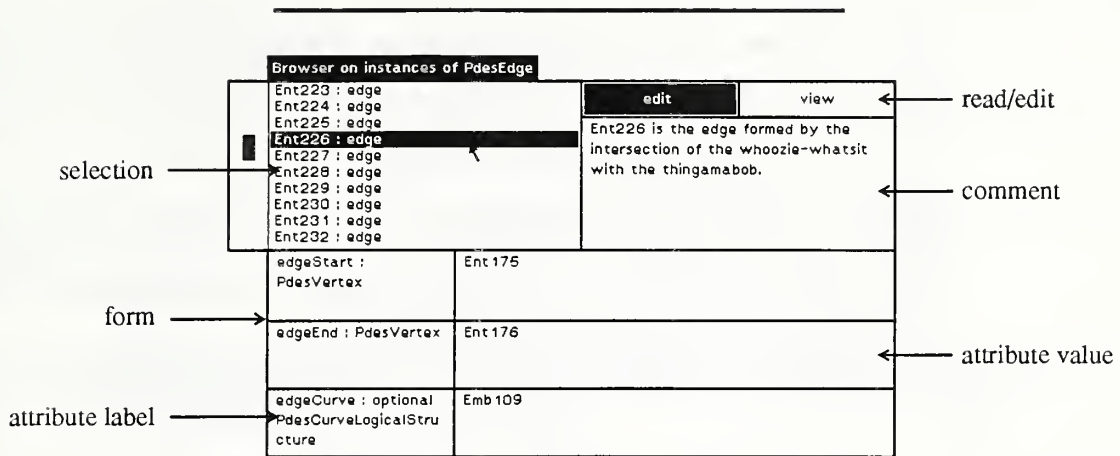 Browser on instances of PdesEdge
Ent223 : edge
Ent224 : edge
Ent225 : edge
Ent226 : edge
Ent227 : edge
Ent228 : edge
Ent229 : edge
Ent230 : edge
Ent231 : edge
Ent232 : edge
edit
view
read/edit
Ent226 is the edge formed by the
intersection of the whoozie-whatsit
with the thingamabob.
selection
comment
edgeStart :
PdesVertex
Ent175
form
edgeEnd : PdesVertex
Ent176
attribute value
edgeCurve : optional
PdesCurveLogicalStru
cture
Emb109
attribute label